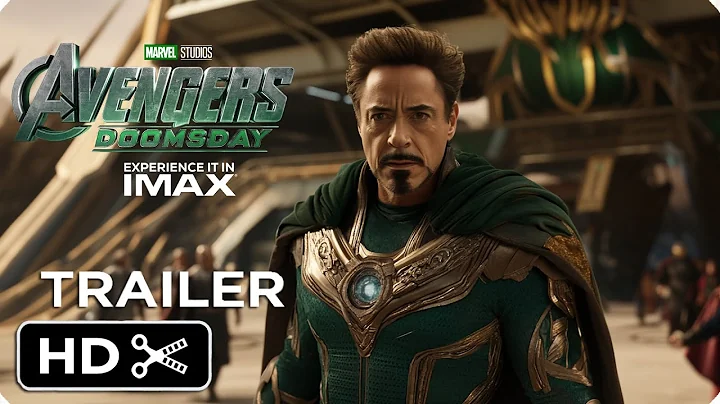 MARVEL STUDIOS
AVENGERS
DOOMSDAY
EXPERIENCE IT IN
IMAX
TRAILER
HD